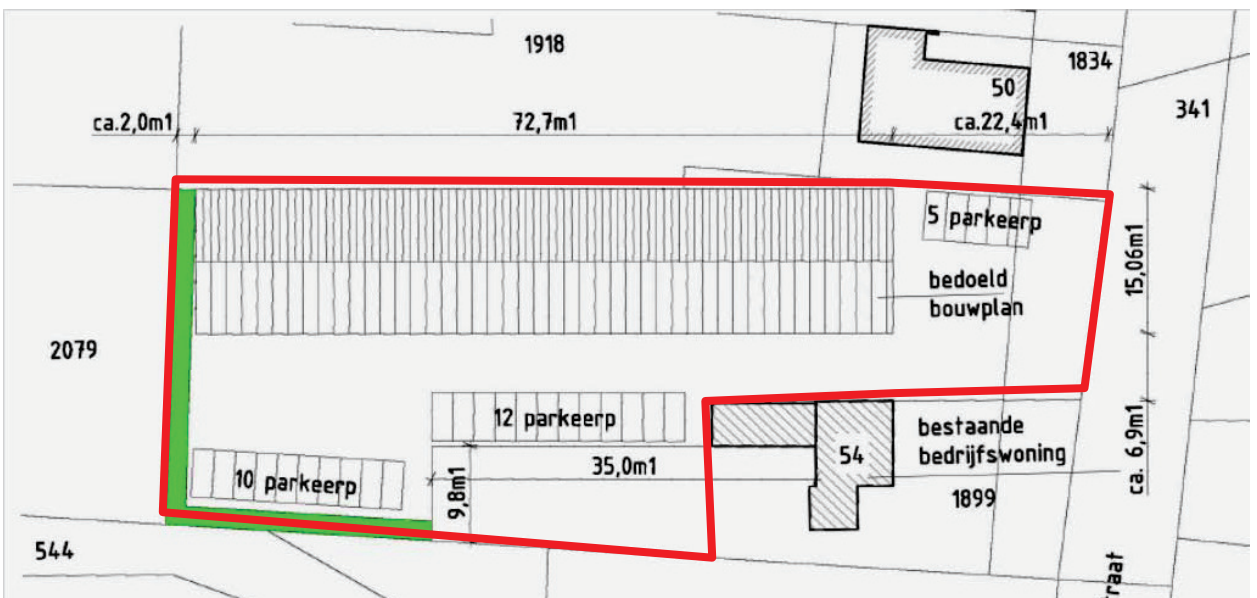 1918
1834
50
341
ca.2,0m1
72,7m1
ca.22,4m1
5 parkeerp
15,06m1
bedoeld
bouwplan
2079
12 parkeerp
bestaande
bedrijfswoning
ca. 6,9m1
54
35,0m1
10 parkeerp
9,8m1
1899
544
raat